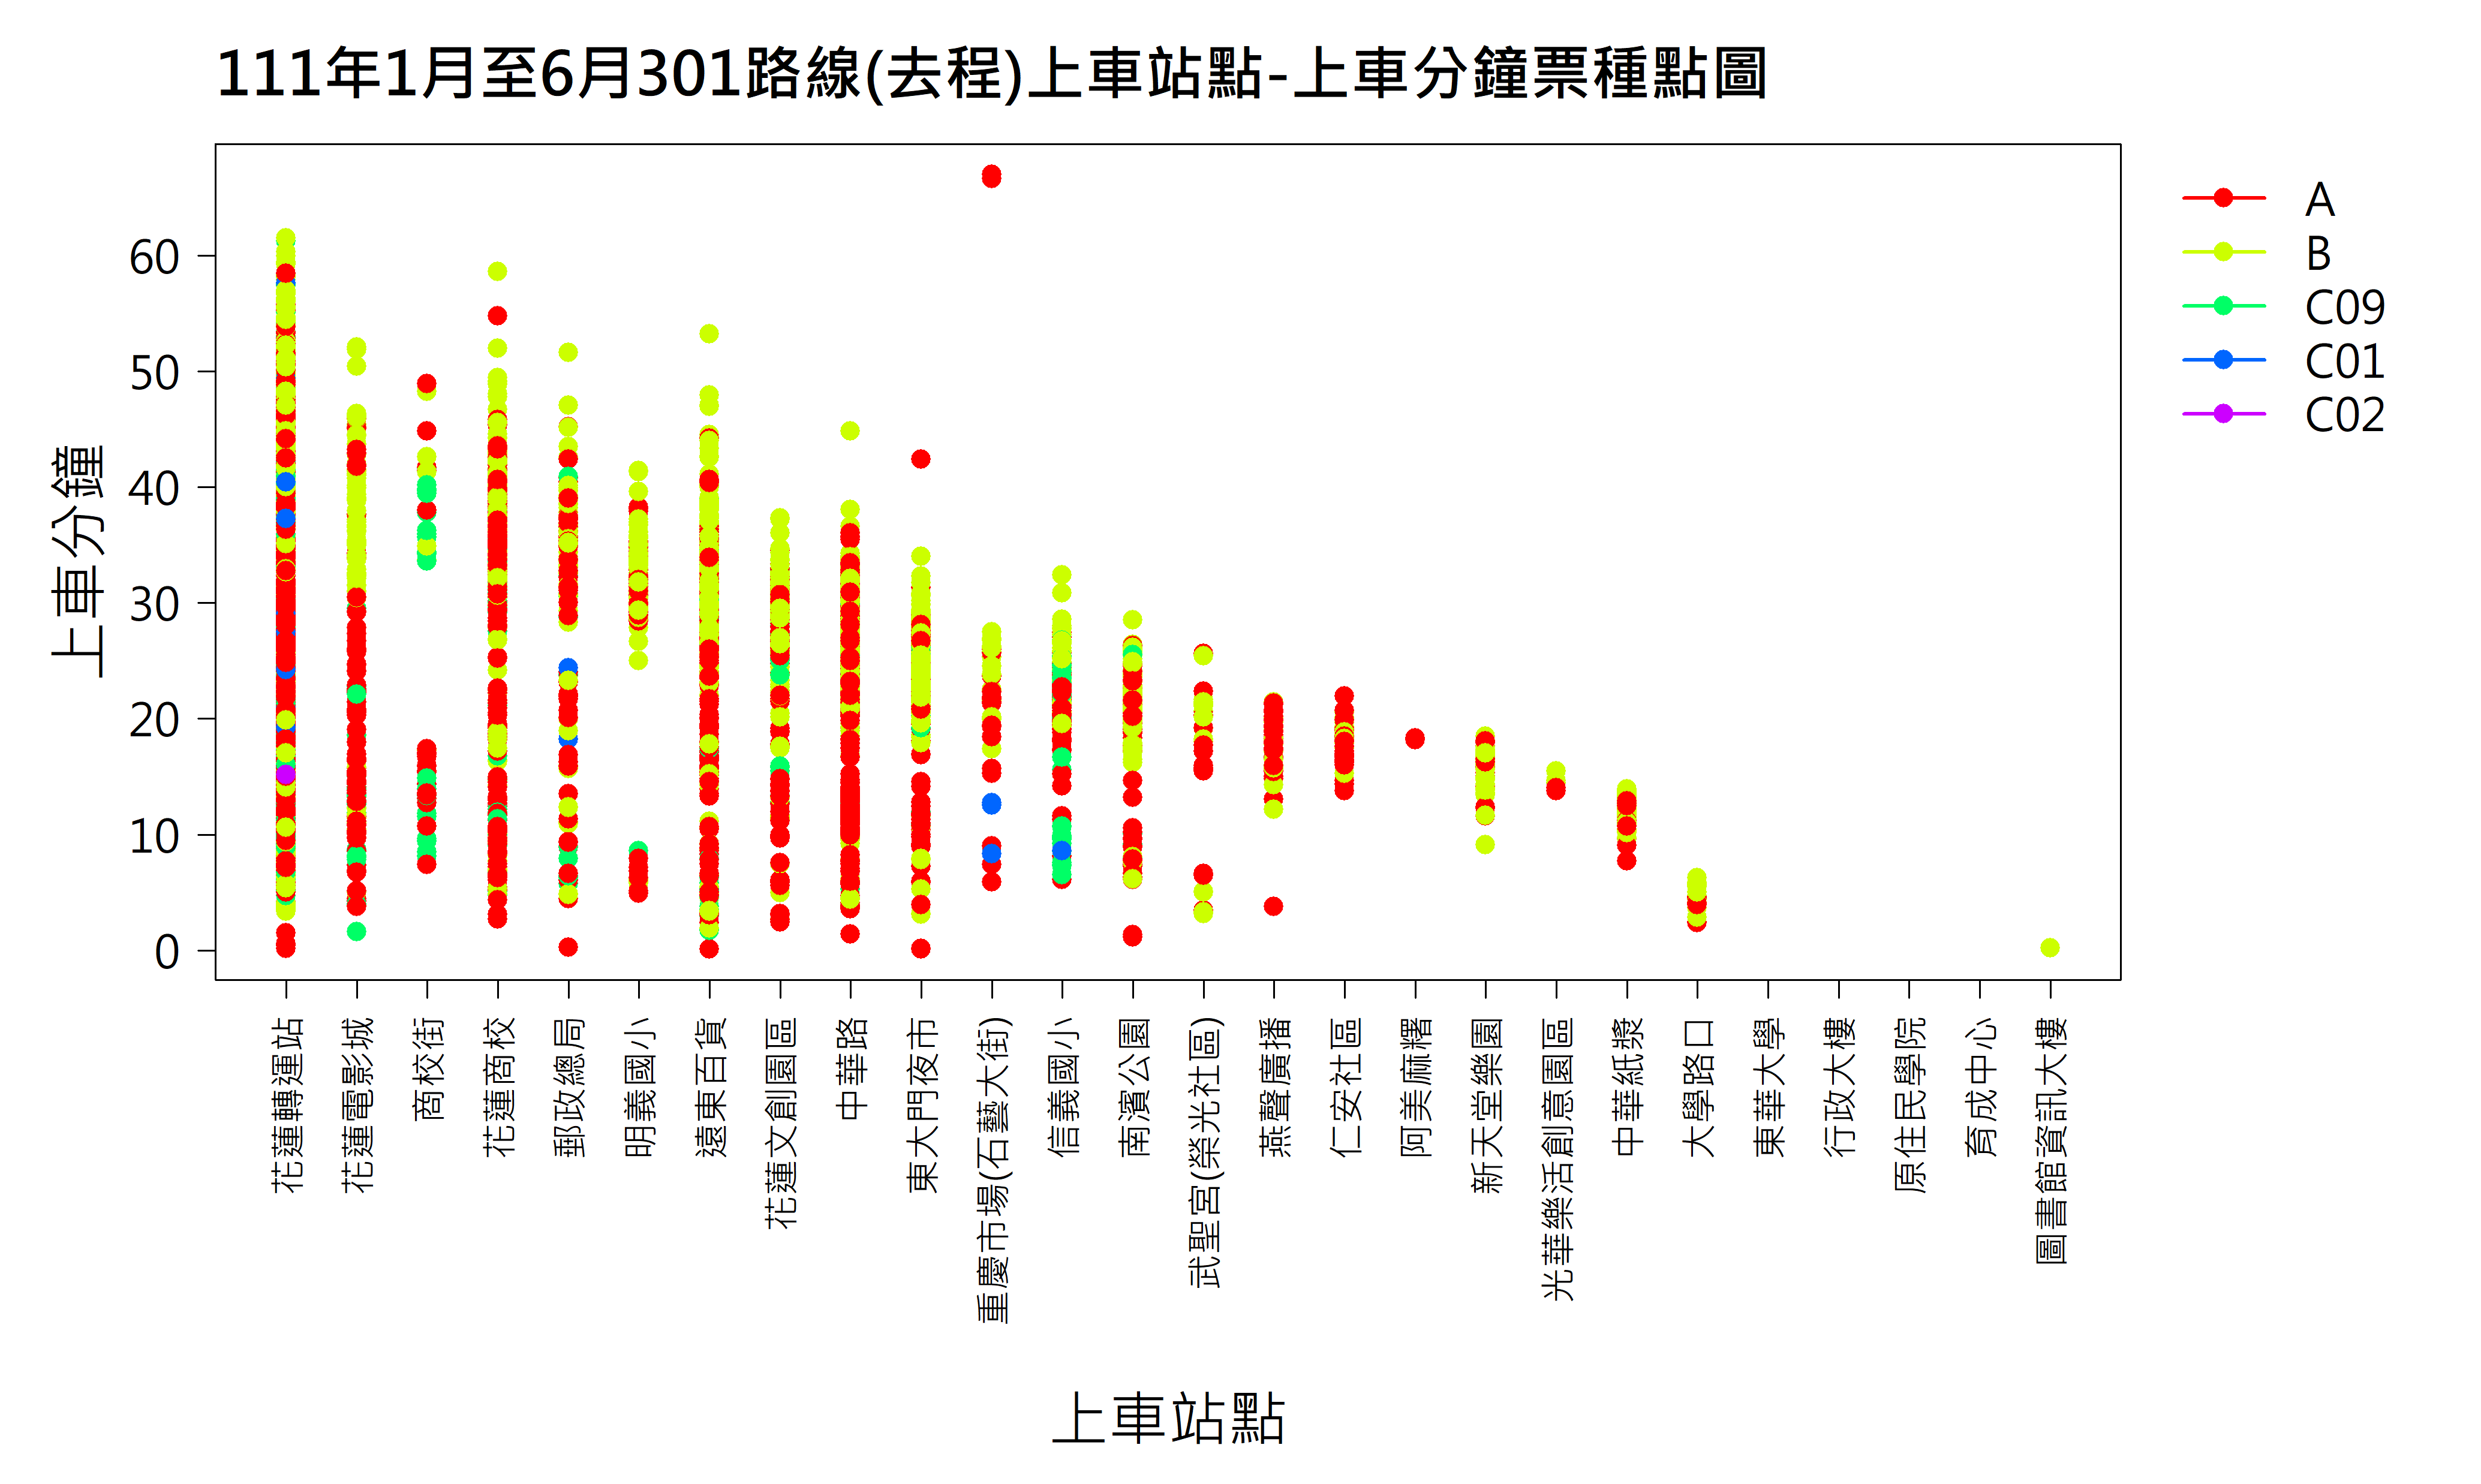 111年1月至6月301路線(去程)上車站點-上車分鐘票種點圖
A
B
C09
C01
C02
上車分鐘
60
50
40
30
20
10
0
花蓮轉運站
花蓮電影城
商校街
花蓮商校
郵政總局
明義國小
遠東百貨
花蓮文創園區
中華路
東大門夜市
重慶市場(石藝大街)
信義國小
南濱公園
武聖宮(榮光社區)
燕聲廣播
仁安社區
阿美麻糬
新天堂樂園
光華樂活創意園區
中華紙漿
大學路口
東華大學
行政大樓
原住民學院
育成中心
圖書館資訊大樓
上車站點